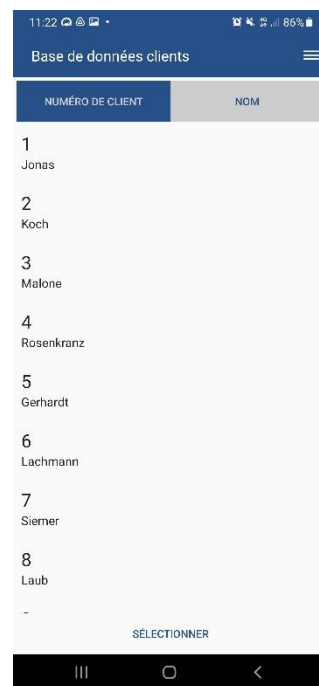 11:22
86%
Base de données clients
NUMÉRO DE CLIENT NOM
1
Jonas
2
Koch
3
Malone
4
Rosenkranz
5
Gerhardt
6
Lachmann
7
Siemer
8
Laub
SÉLECTIONNER